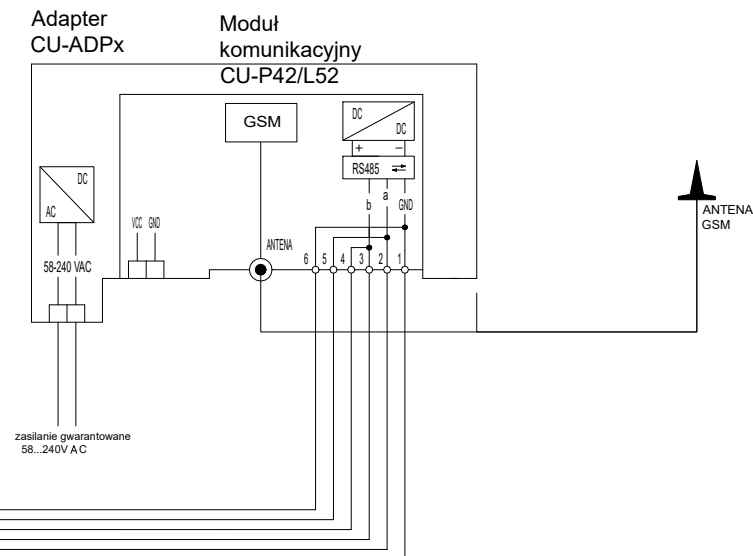 Adapter
CU-ADPx
Moduł
komunikacyjny
CU-P42/L52
GSM
DC
DC
+ −
RS485
b a GND
DC
AC
58-240 VAC
VCC GND
ANTENA
6 5 4 3 2 1
ANTENA
GSM
zasilanie gwarantowane
58...240V AC